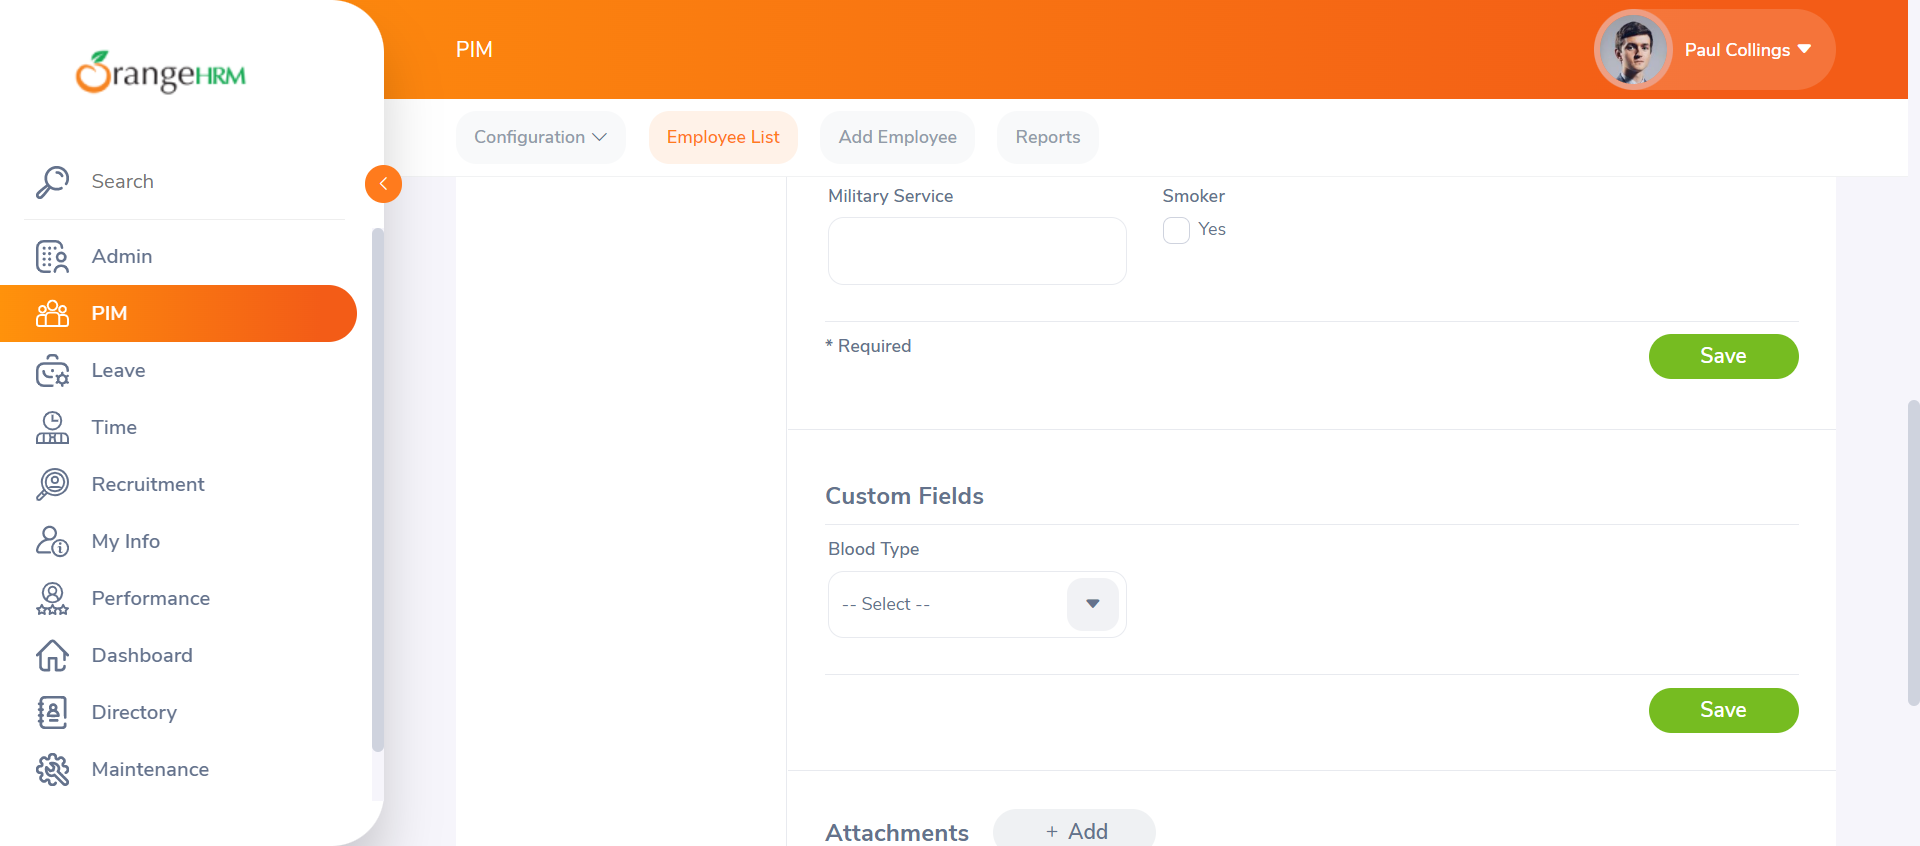 OrangeHRM
PIM
Paul Collings
Configuration
Employee List
Add Employee
Reports
Search
Admin
PIM
Leave
Time
Recruitment
My Info
Performance
Dashboard
Directory
Maintenance
Military Service
Smoker
Yes
* Required
Save
Custom Fields
Blood Type
-- Select --
Save
Attachments
+ Add